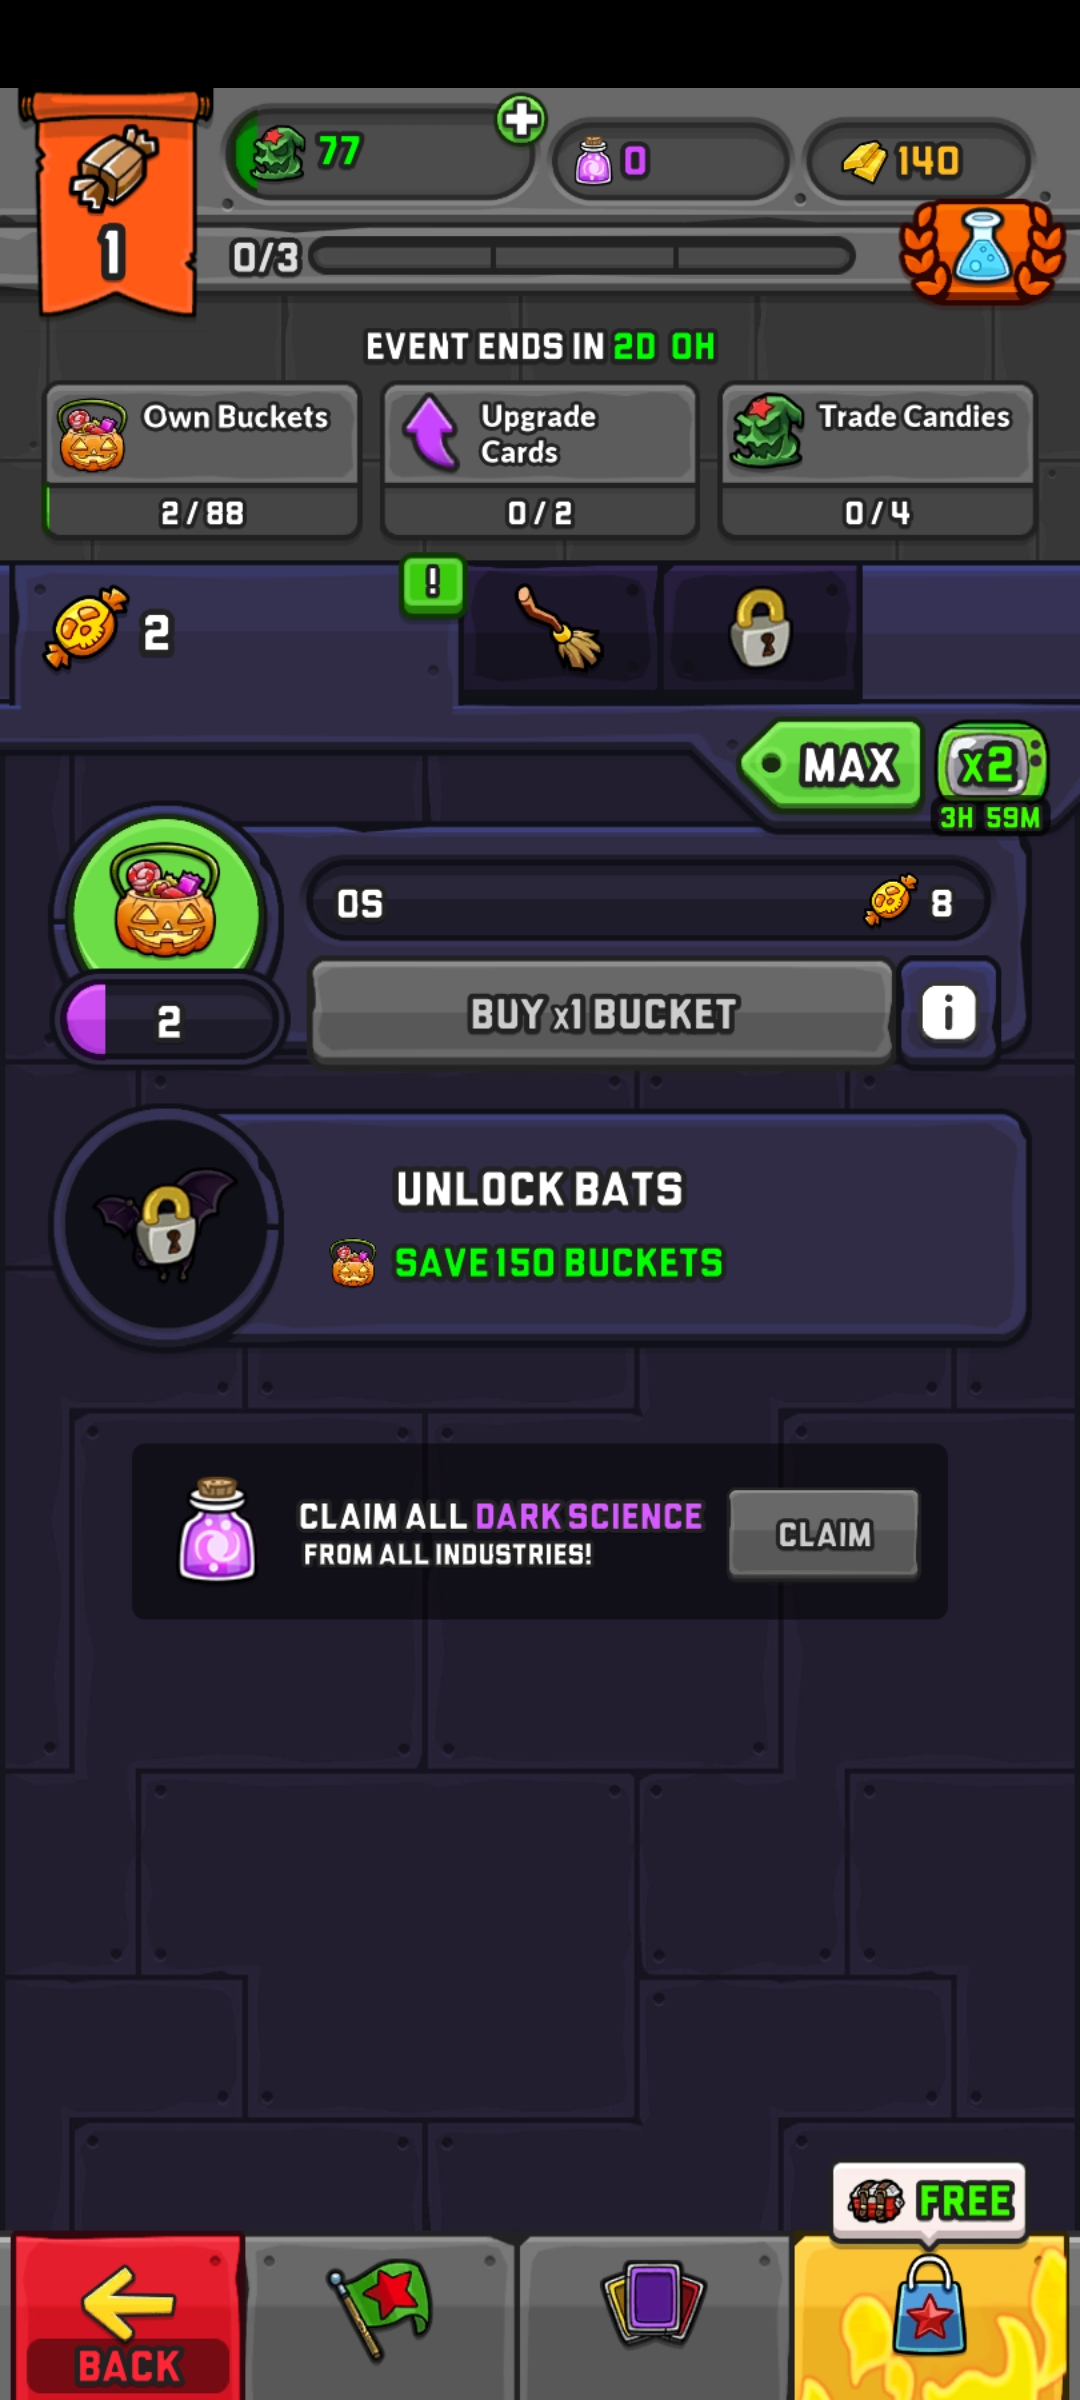 77
0
140
1
0/3
EVENT ENDS IN 2D 0H
Own Buckets
2/88
Upgrade
Cards
0/2
Trade Candies
0/4
2
!
MAX
x2
3H 59M
0S
8
2
BUY x1 BUCKET
i
UNLOCK BATS
SAVE 150 BUCKETS
CLAIM ALL DARK SCIENCE
FROM ALL INDUSTRIES!
CLAIM
FREE
BACK